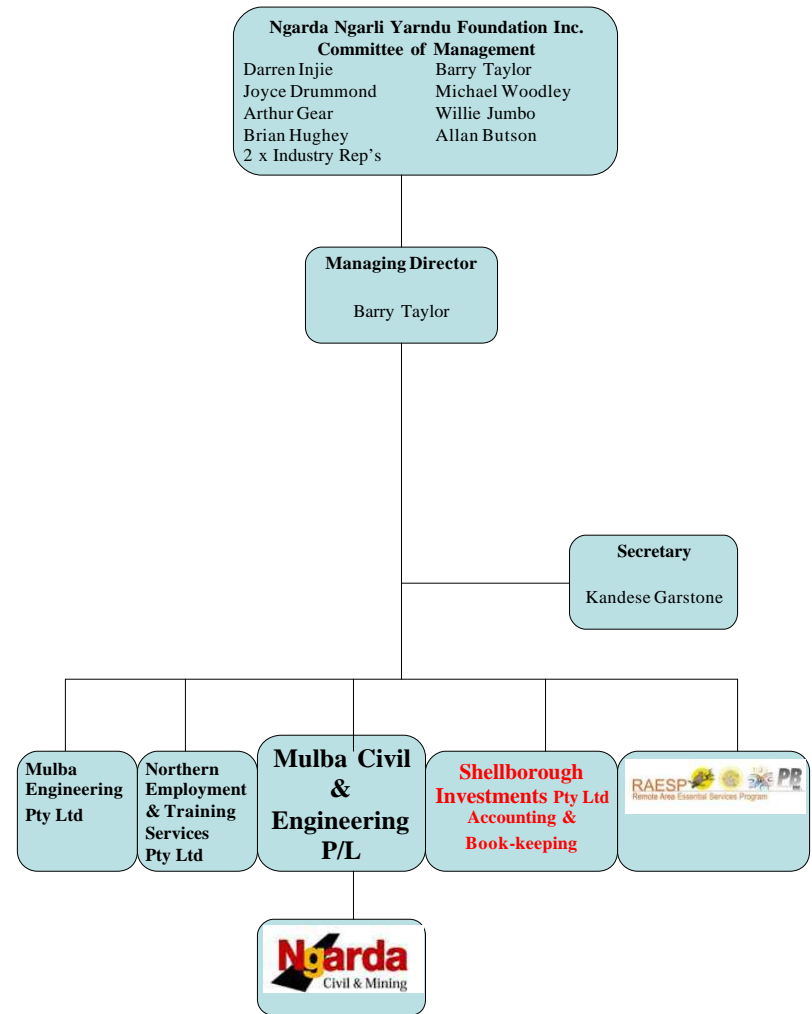 Ngarda Ngarli Yarndu Foundation Inc.
Committee of Management
Darren Injie Barry Taylor
Joyce Drummond Michael Woodley
Arthur Gear Willie Jumbo
Brian Hughey Allan Butson
2 x Industry Rep's
Managing Director
Barry Taylor
Secretary
Kandese Garstone
Mulba
Engineering
Pty Ltd
Northern
Employment
& Training
Services
Pty Ltd
Mulba Civil
&
Engineering
P/L
Shellborough
Investments Pty Ltd
Accounting &
Book-keeping
RAESP PB
Remote Area Essential Services Program
Ngarda
Civil & Mining